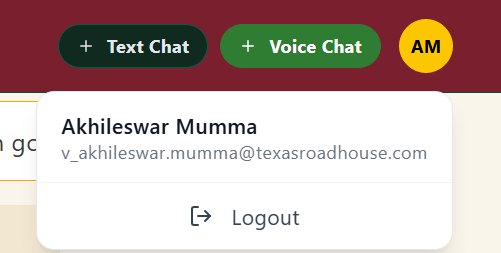 + Text Chat
+ Voice Chat
AM
Akhileswar Mumma
v_akhileswar.mumma@texasroadhouse.com
Logout